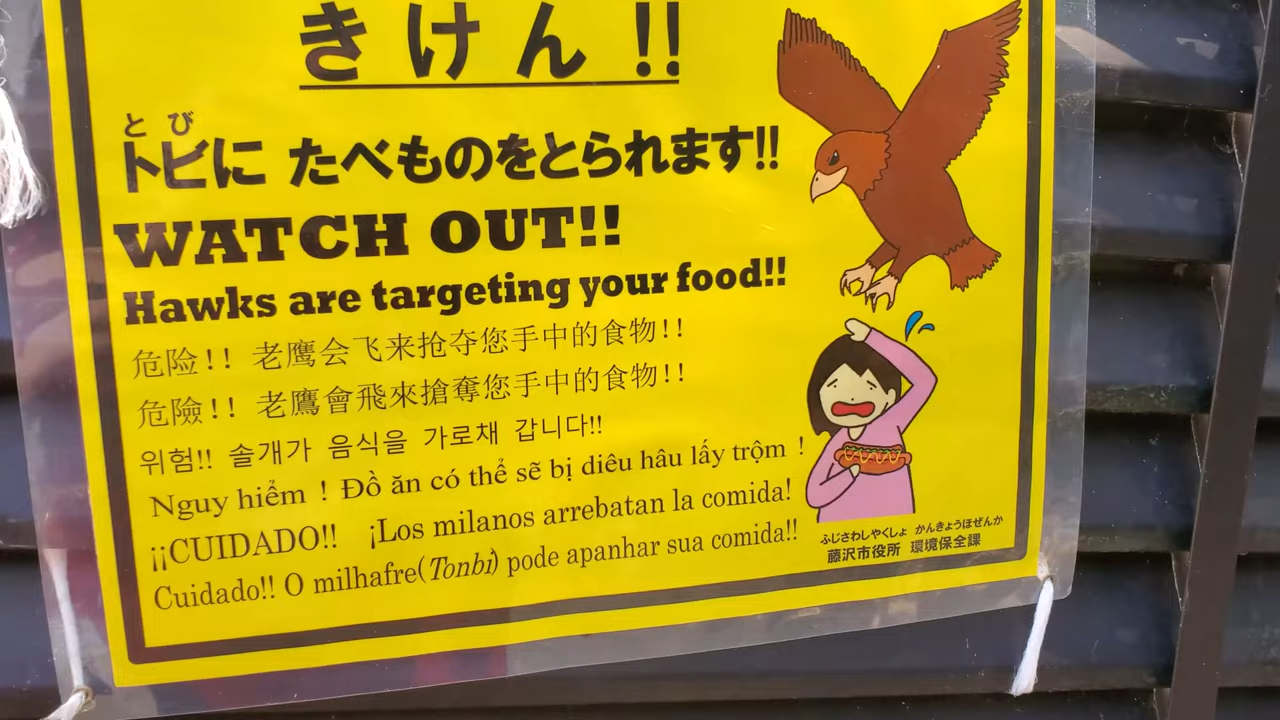 きけん!!
とび
トビに たべものをとられます!!
WATCH OUT!!
Hawks are targeting your food!!
危险!! 老鹰会飞来抢夺您手中的食物!!
危險!! 老鷹會飛來搶奪您手中的食物!!
위험!! 솔개가 음식을 가로채 갑니다!!
Nguy hiểm ! Đồ ăn có thể sẽ bị diêu hâu lấy trộm !
¡¡CUIDADO!! ¡Los milanos arrebatan la comida!
Cuidado!! O milhafre(Tonbi) pode apanhar sua comida!!
ふじさわしやくしょ かんきょうほぜんか
藤沢市役所 環境保全課